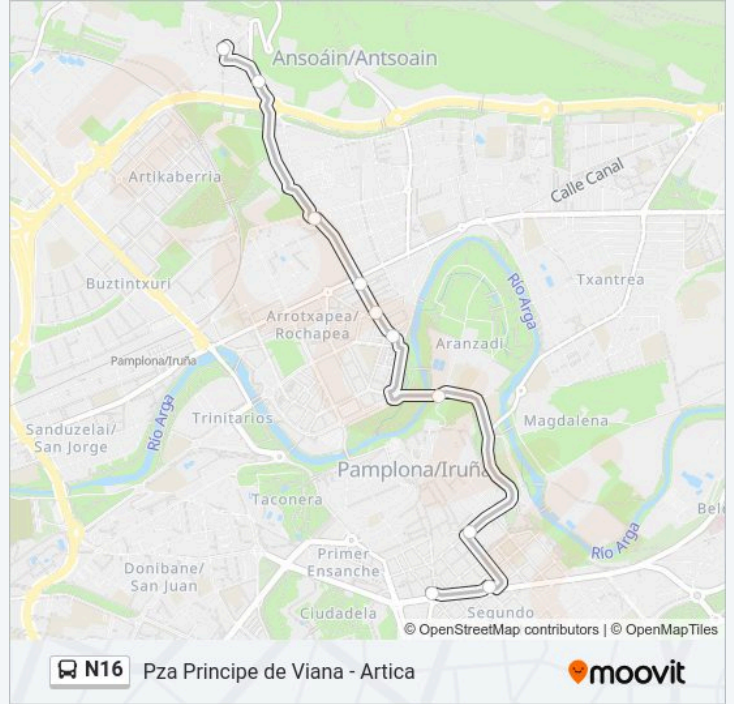 Ansoáin/Antsoain
Calle Canal
Artikaberria
Río Arga
Txantrea
Buztintxuri
Arrotxapea/
Rochapea
Aranzadi
Pamplona/Iruña
Río Arga
Trinitarios
Magdalena
Sanduzelai/
San Jorge
Pamplona/Iruña
Taconera
Bel
Río Arga
Primer
Ensanche
Donibane/
San Juan
Ciudadela
Segundo
© OpenStreetMap contributors | © OpenMapTiles
N16 Pza Principe de Viana - Artica
moovit